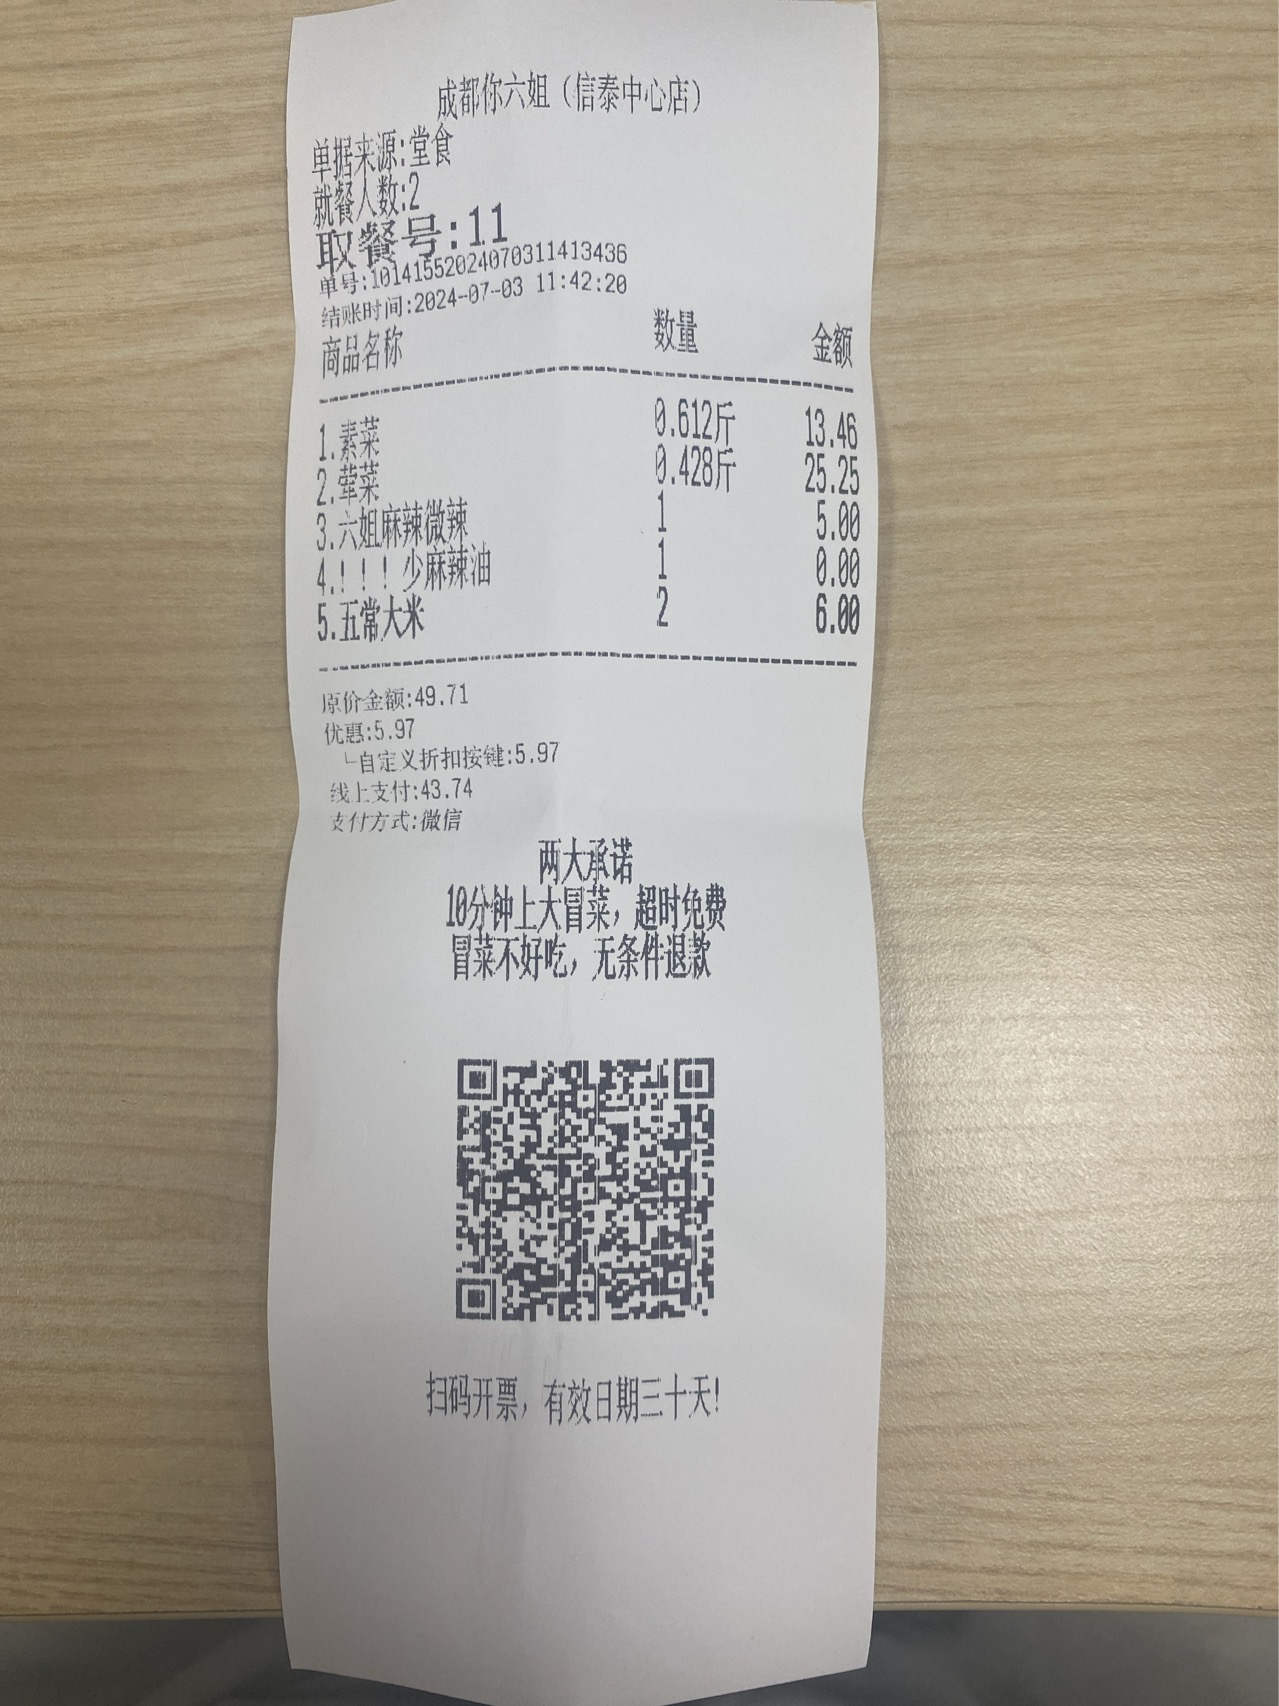 成都你六姐（信泰中心店）
单据来源:堂食
就餐人数:2
取餐号:11
单号:10141552024070311413436
结账时间:2024-07-03 11:42:20
商品名称 数量 金额
1.素菜 0.612斤 13.46
2.荤菜 0.428斤 25.25
3.六姐麻辣微辣 1 5.00
4.！！！少麻辣油 1 0.00
5.五常大米 2 6.00
原价金额:49.71
优惠:5.97
└自定义折扣按键:5.97
线上支付:43.74
支付方式:微信
两大承诺
10分钟上大冒菜，超时免费
冒菜不好吃，无条件退款
扫码开票，有效日期三十天!